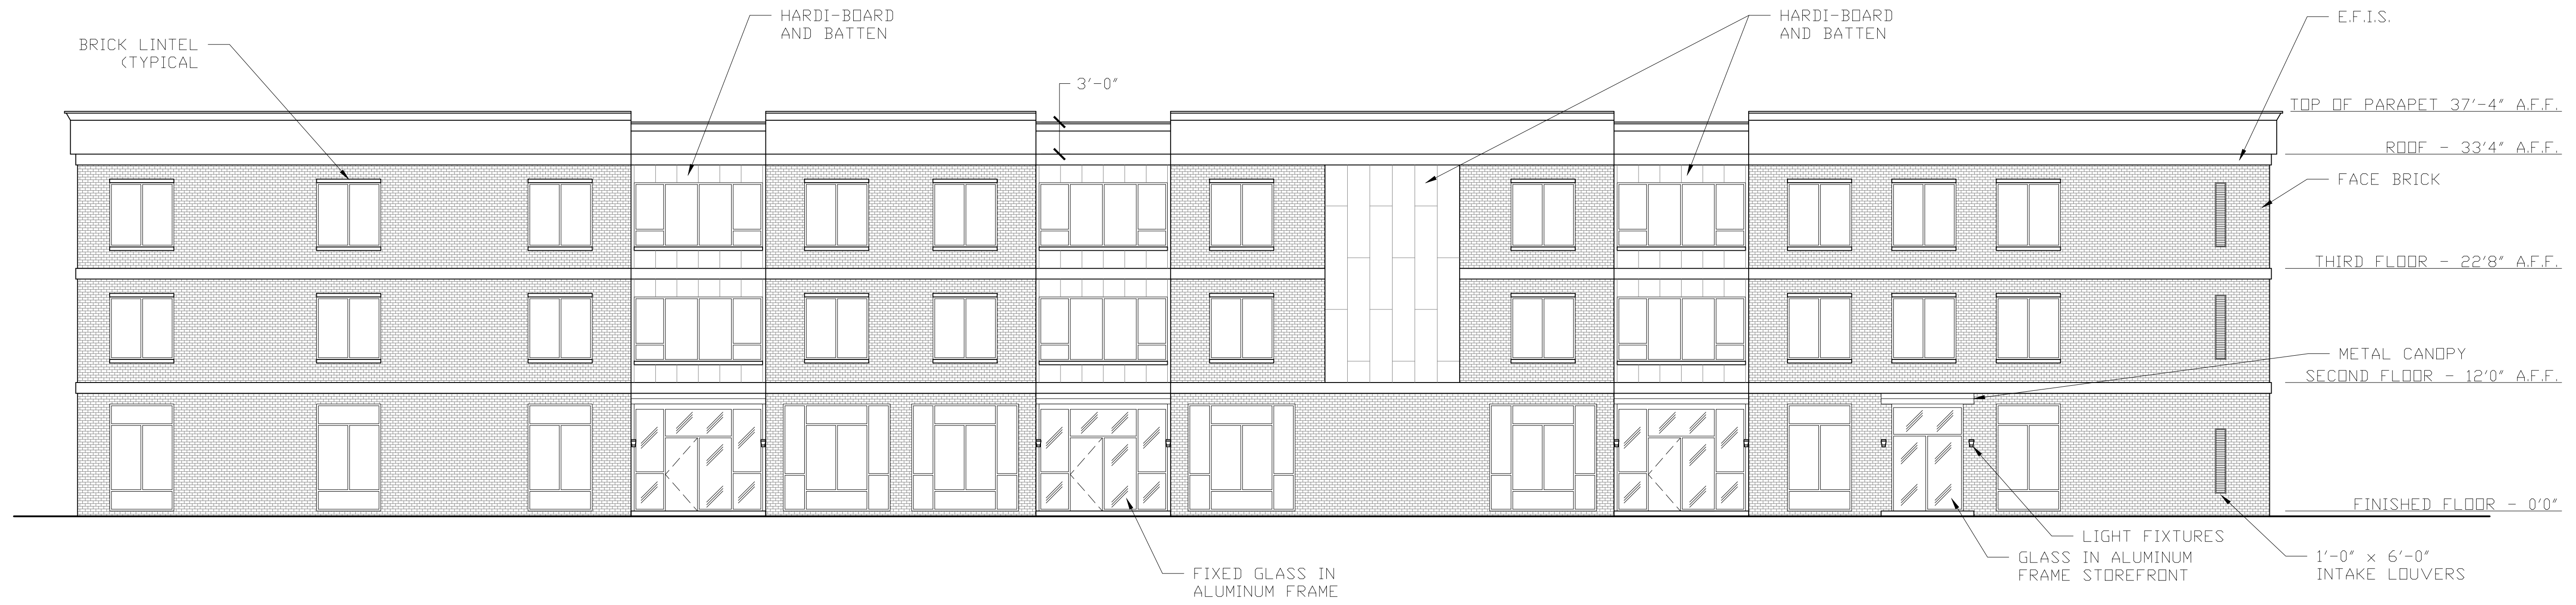 HARDI-BOARD
AND BATTEN
HARDI-BOARD
AND BATTEN
E.F.I.S.
BRICK LINTEL
(TYPICAL
3'-0"
TOP OF PARAPET 37'-4" A.F.F.
ROOF - 33'4" A.F.F.
FACE BRICK
THIRD FLOOR - 22'8" A.F.F.
METAL CANOPY
SECOND FLOOR - 12'0" A.F.F.
FINISHED FLOOR - 0'0"
LIGHT FIXTURES
GLASS IN ALUMINUM
FRAME STOREFRONT
1'-0" x 6'-0"
INTAKE LOUVERS
FIXED GLASS IN
ALUMINUM FRAME